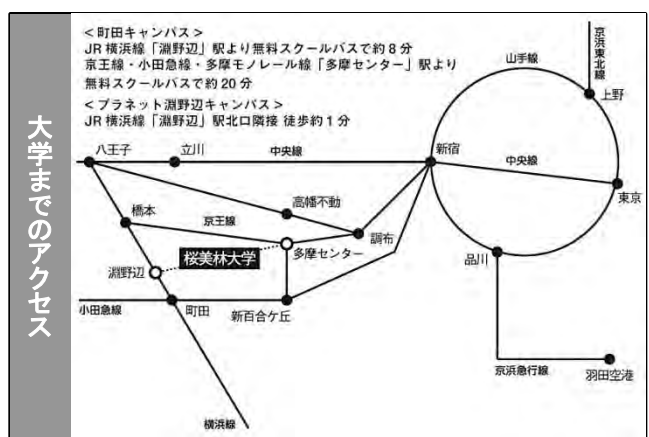 大学までのアクセス
＜町田キャンパス＞
JR 横浜線「淵野辺」駅より無料スクールバスで約８分
京王線・小田急線・多摩モノレール線「多摩センター」駅より
無料スクールバスで約20分
＜プラネット淵野辺キャンパス＞
JR 横浜線「淵野辺」駅北口隣接 徒歩約１分
山手線
京浜東北線
上野
八王子
立川
中央線
新宿
中央線
東京
橋本
京王線
高幡不動
調布
桜美林大学
多摩センター
淵野辺
品川
小田急線
町田
新百合ケ丘
京浜急行線
羽田空港
横浜線